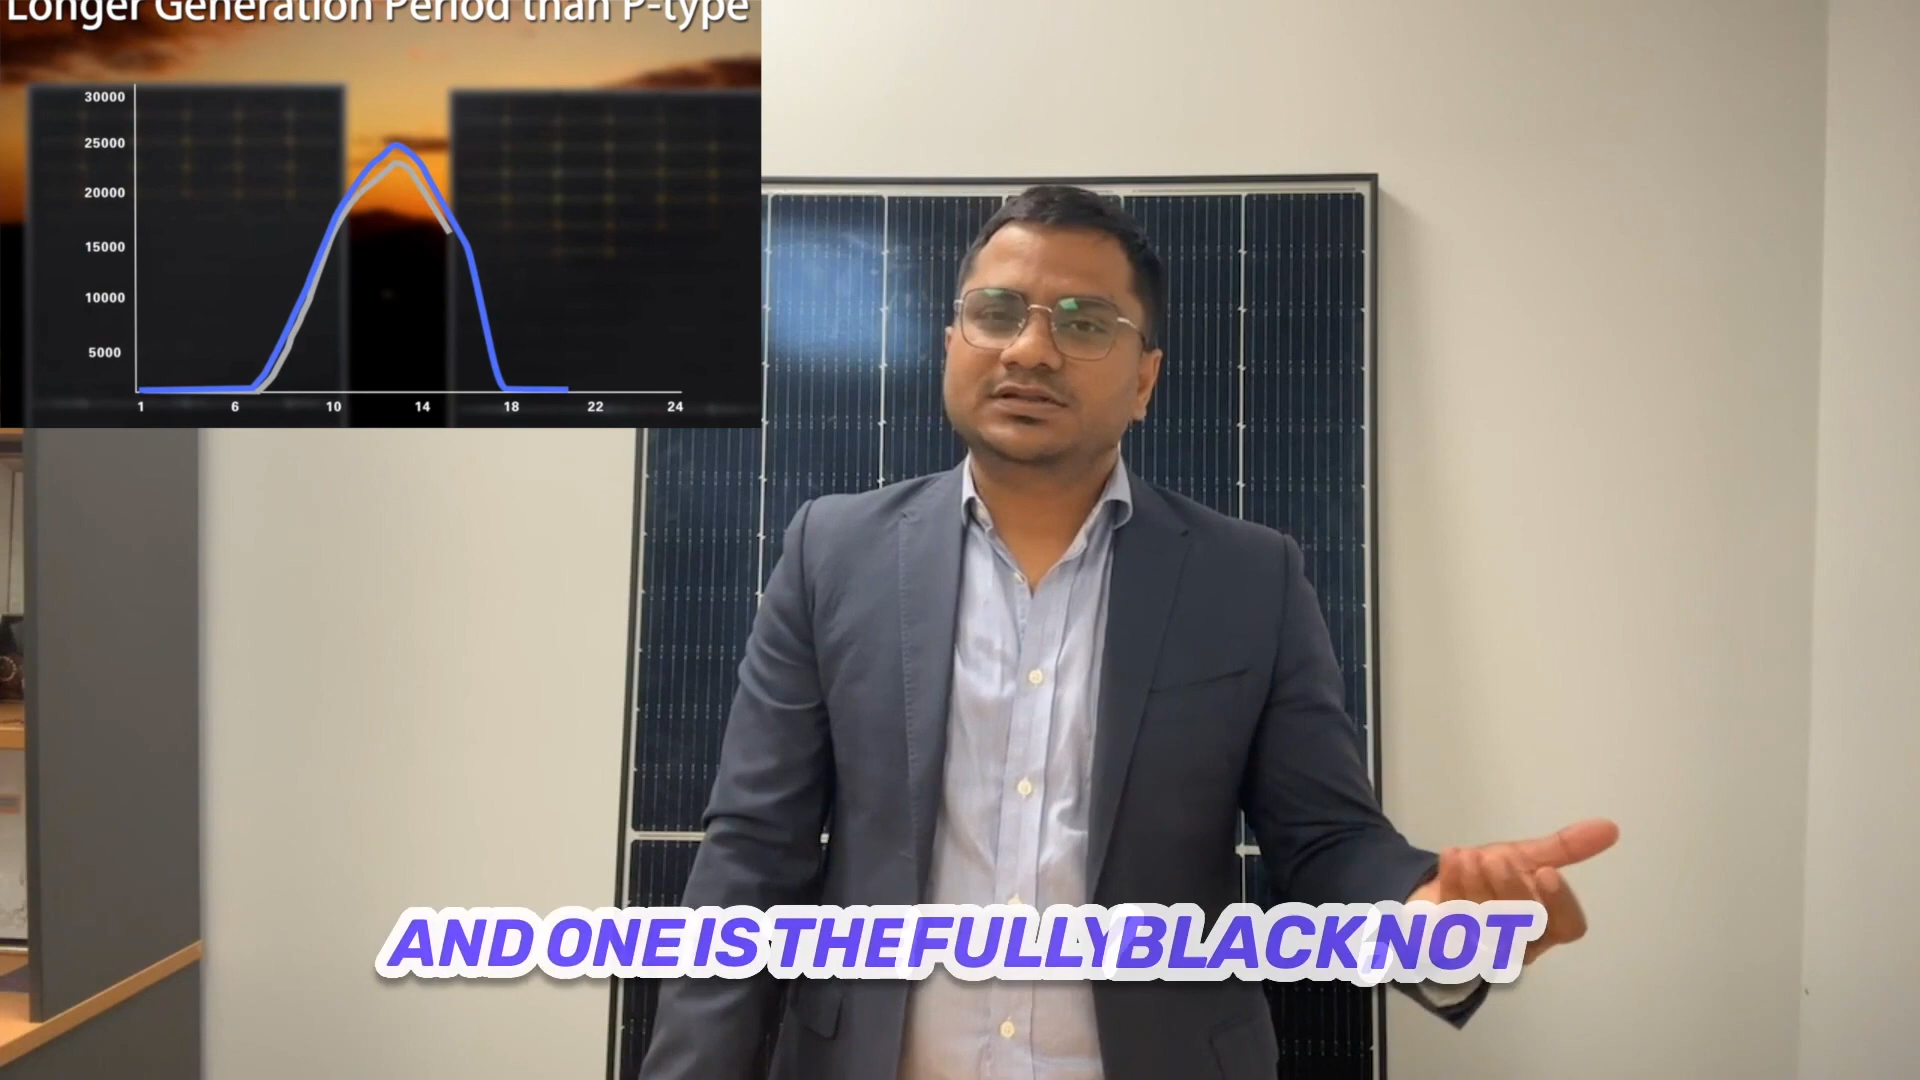 Longer Generation Period than P-type
30000
25000
20000
15000
10000
5000
1 6 10 14 18 22 24
AND ONE IS THE FULLY BLACK, NOT